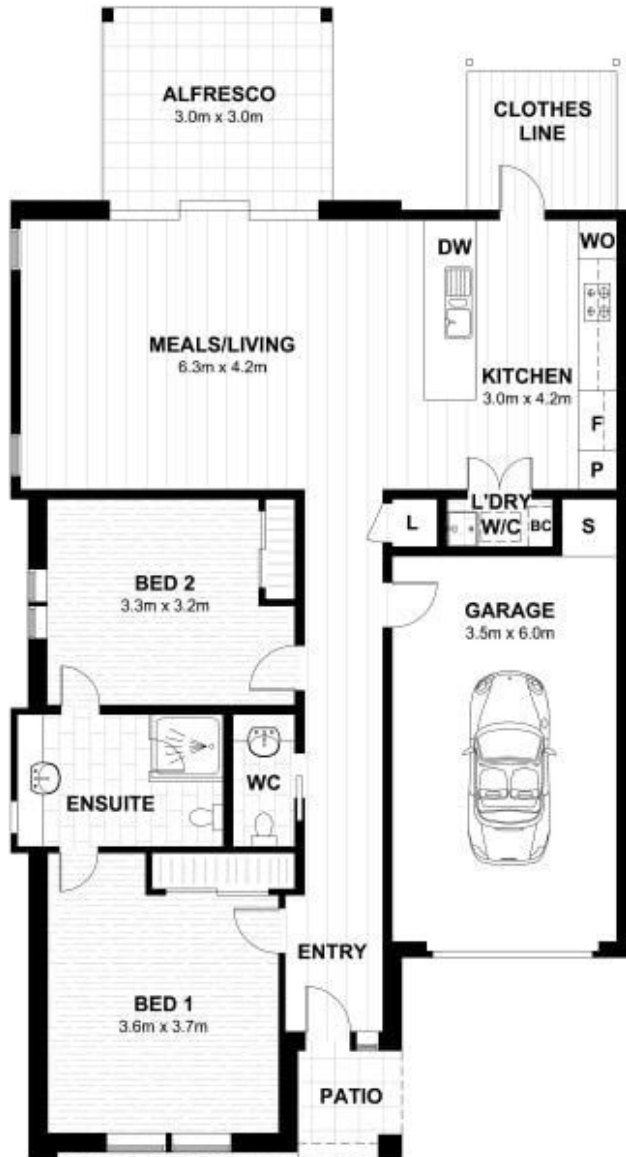 ALFRESCO
3.0m x 3.0m
CLOTHES
LINE
DW
WO
MEALS/LIVING
6.3m x 4.2m
KITCHEN
3.0m x 4.2m
F
P
L
L'DRY
W/C
BC
S
BED 2
3.3m x 3.2m
GARAGE
3.5m x 6.0m
ENSUITE
WC
ENTRY
BED 1
3.6m x 3.7m
PATIO